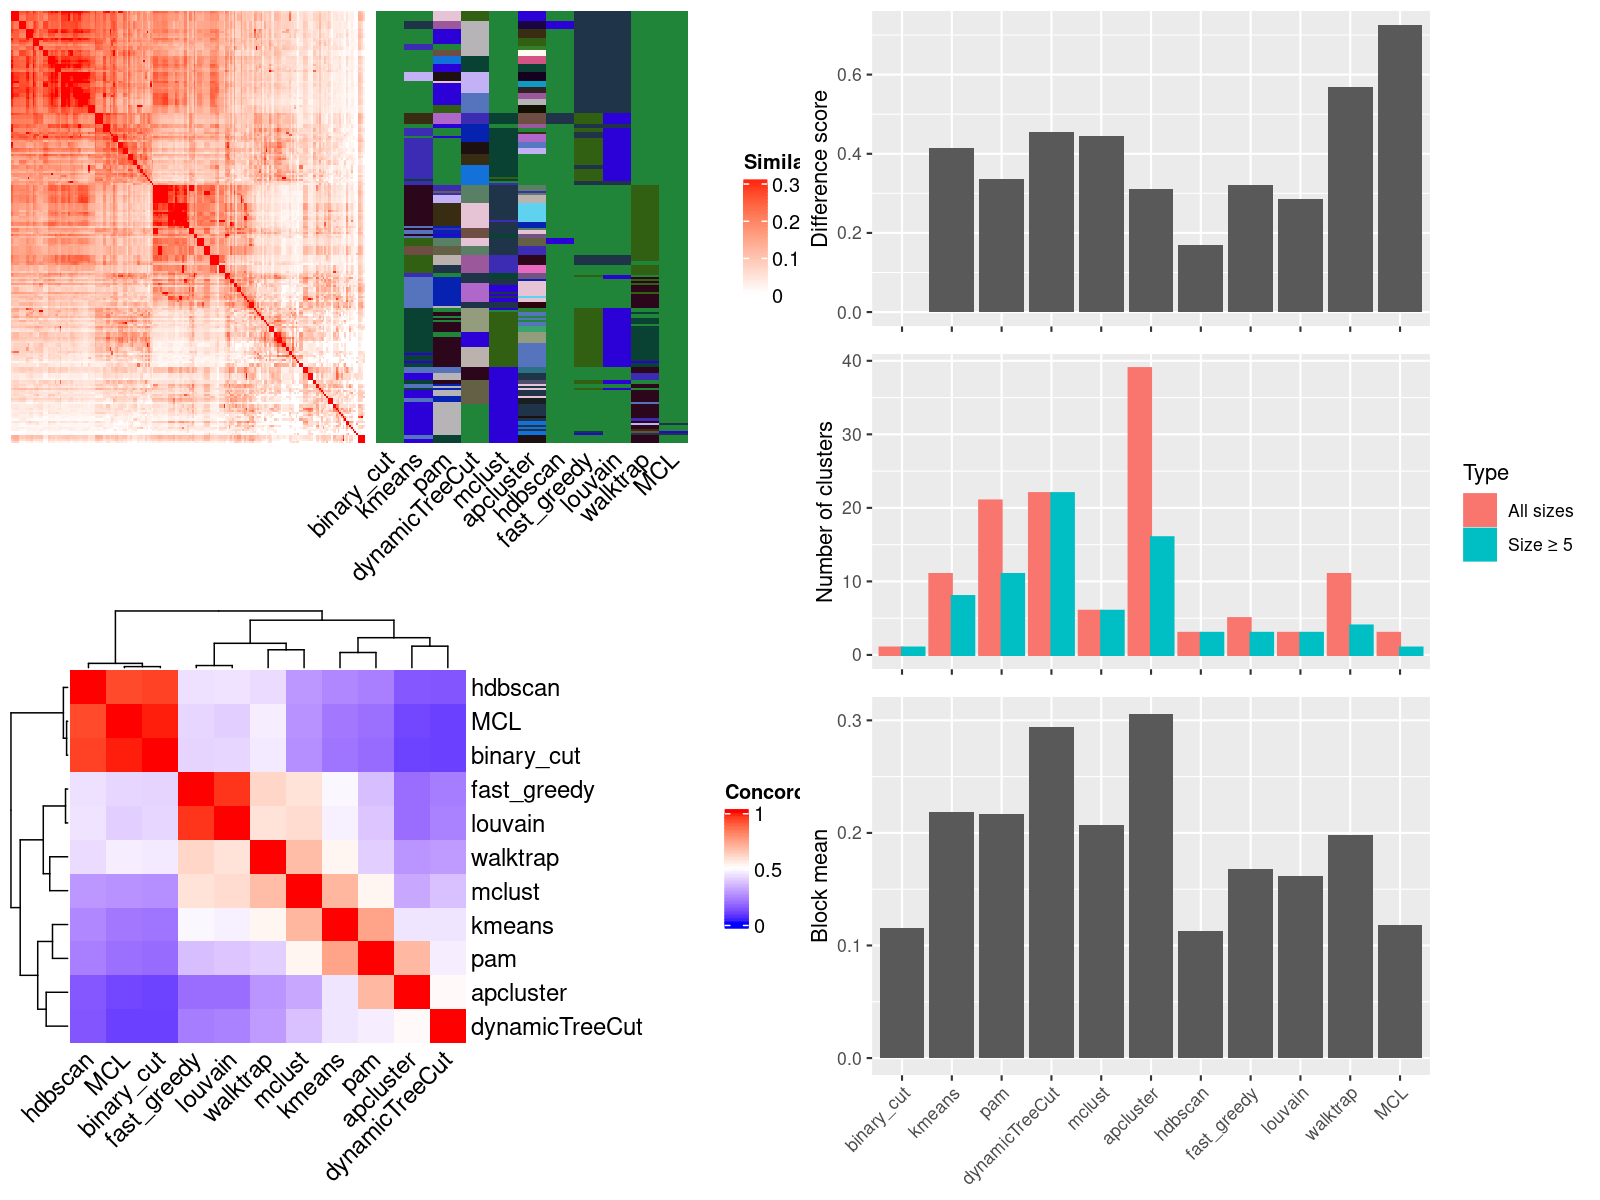 Simila
0.3
0.2
0.1
0
binary_cut
kmeans
pam
dynamicTreeCut
mclust
apcluster
hdbscan
fast_greedy
louvain
walktrap
MCL
hdbscan
MCL
binary_cut
fast_greedy
louvain
walktrap
mclust
kmeans
pam
apcluster
dynamicTreeCut
hdbscan
MCL
binary_cut
fast_greedy
louvain
walktrap
mclust
kmeans
pam
apcluster
dynamicTreeCut
Concord
1
0.5
0
Difference score
0.6
0.4
0.2
0.0
Number of clusters
40
30
20
10
0
Type
All sizes
Size ≥ 5
Block mean
0.3
0.2
0.1
0.0
binary_cut
kmeans
pam
dynamicTreeCut
mclust
apcluster
hdbscan
fast_greedy
louvain
walktrap
MCL